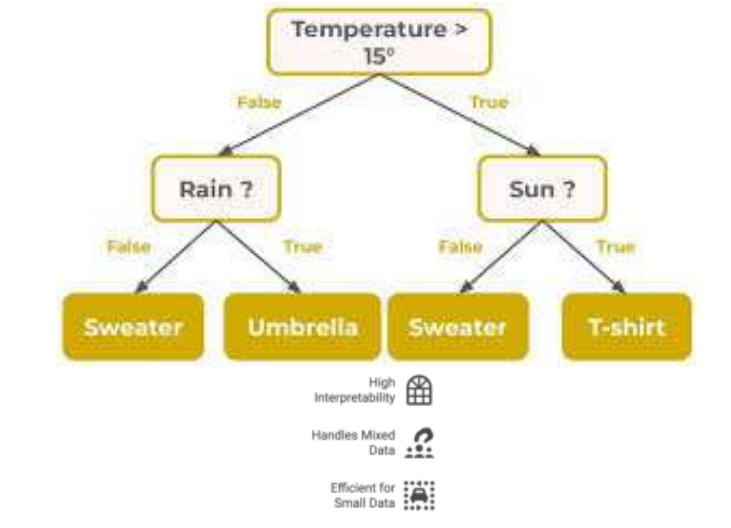 Temperature >
15°
False
True
Rain ?
Sun ?
False
True
False
True
Sweater
Umbrella
Sweater
T-shirt
High
Interpretability
Handles Mixed
Data
Efficient for
Small Data